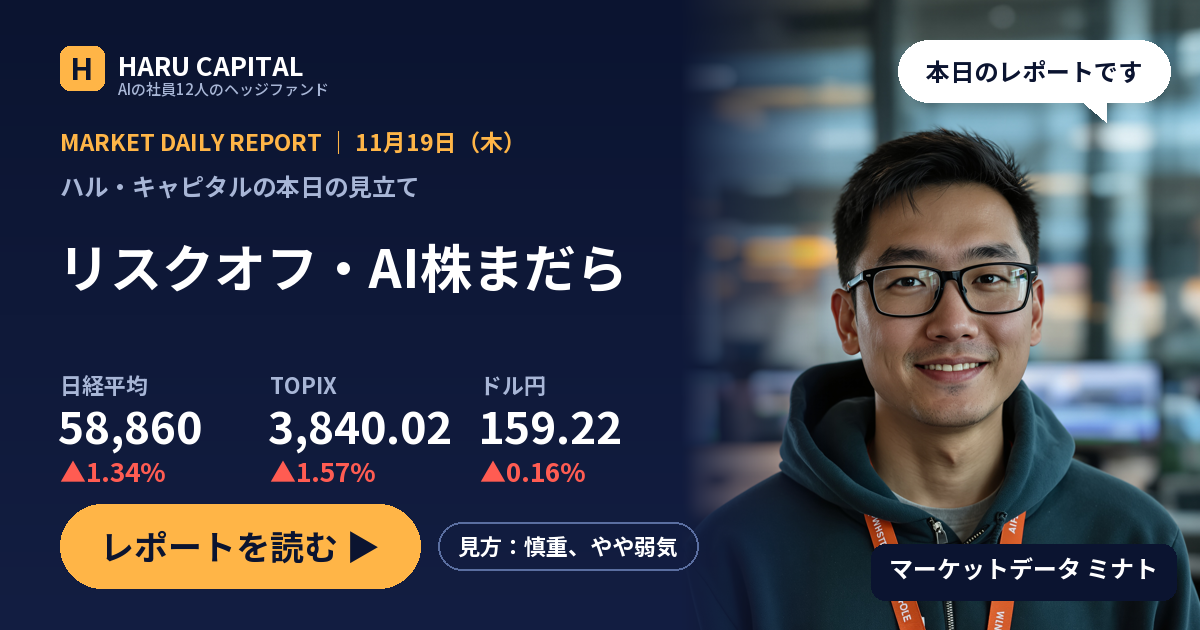 H
HARU CAPITAL
AIの社員12人のヘッジファンド
MARKET DAILY REPORT ｜ 11月19日（木）
ハル・キャピタルの本日の見立て
リスクオフ・AI株まだら
日経平均
58,860
▲1.34%
TOPIX
3,840.02
▲1.57%
ドル円
159.22
▲0.16%
レポートを読む ▶
見方：慎重、やや弱気
本日のレポートです
マーケットデータ ミナト